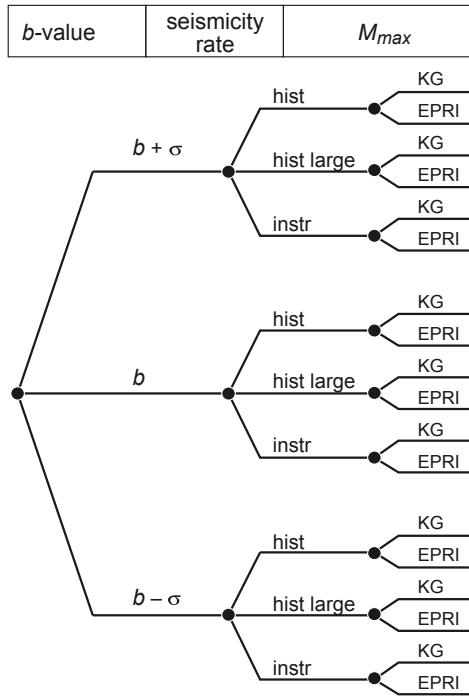 b-value
seismicity
rate
Mmax
b + σ
hist
KG
EPRI
hist large
KG
EPRI
instr
KG
EPRI
b
hist
KG
EPRI
hist large
KG
EPRI
instr
KG
EPRI
b – σ
hist
KG
EPRI
hist large
KG
EPRI
instr
KG
EPRI